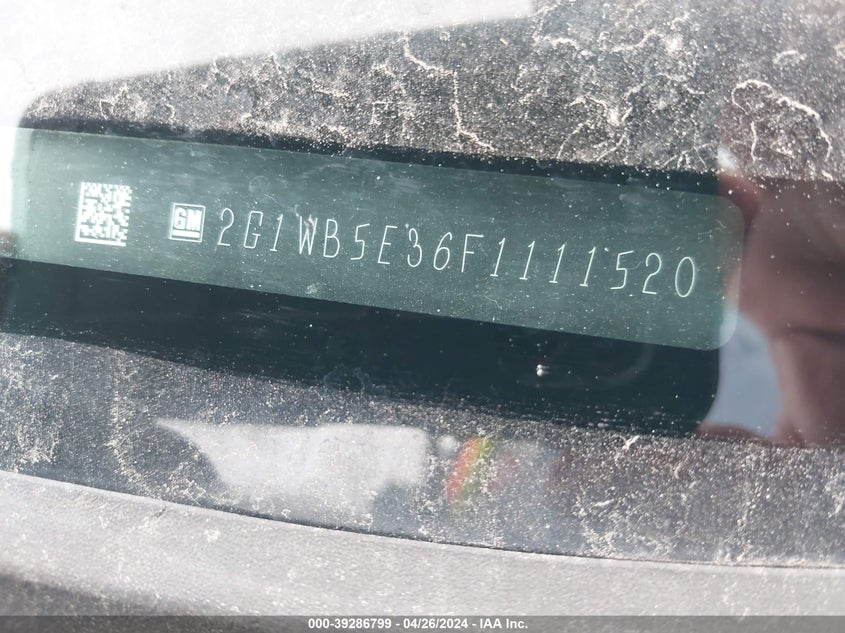 GM 2G1WB5E36F1111520
000-39286799 / 04/26/2024 - IAA Inc.